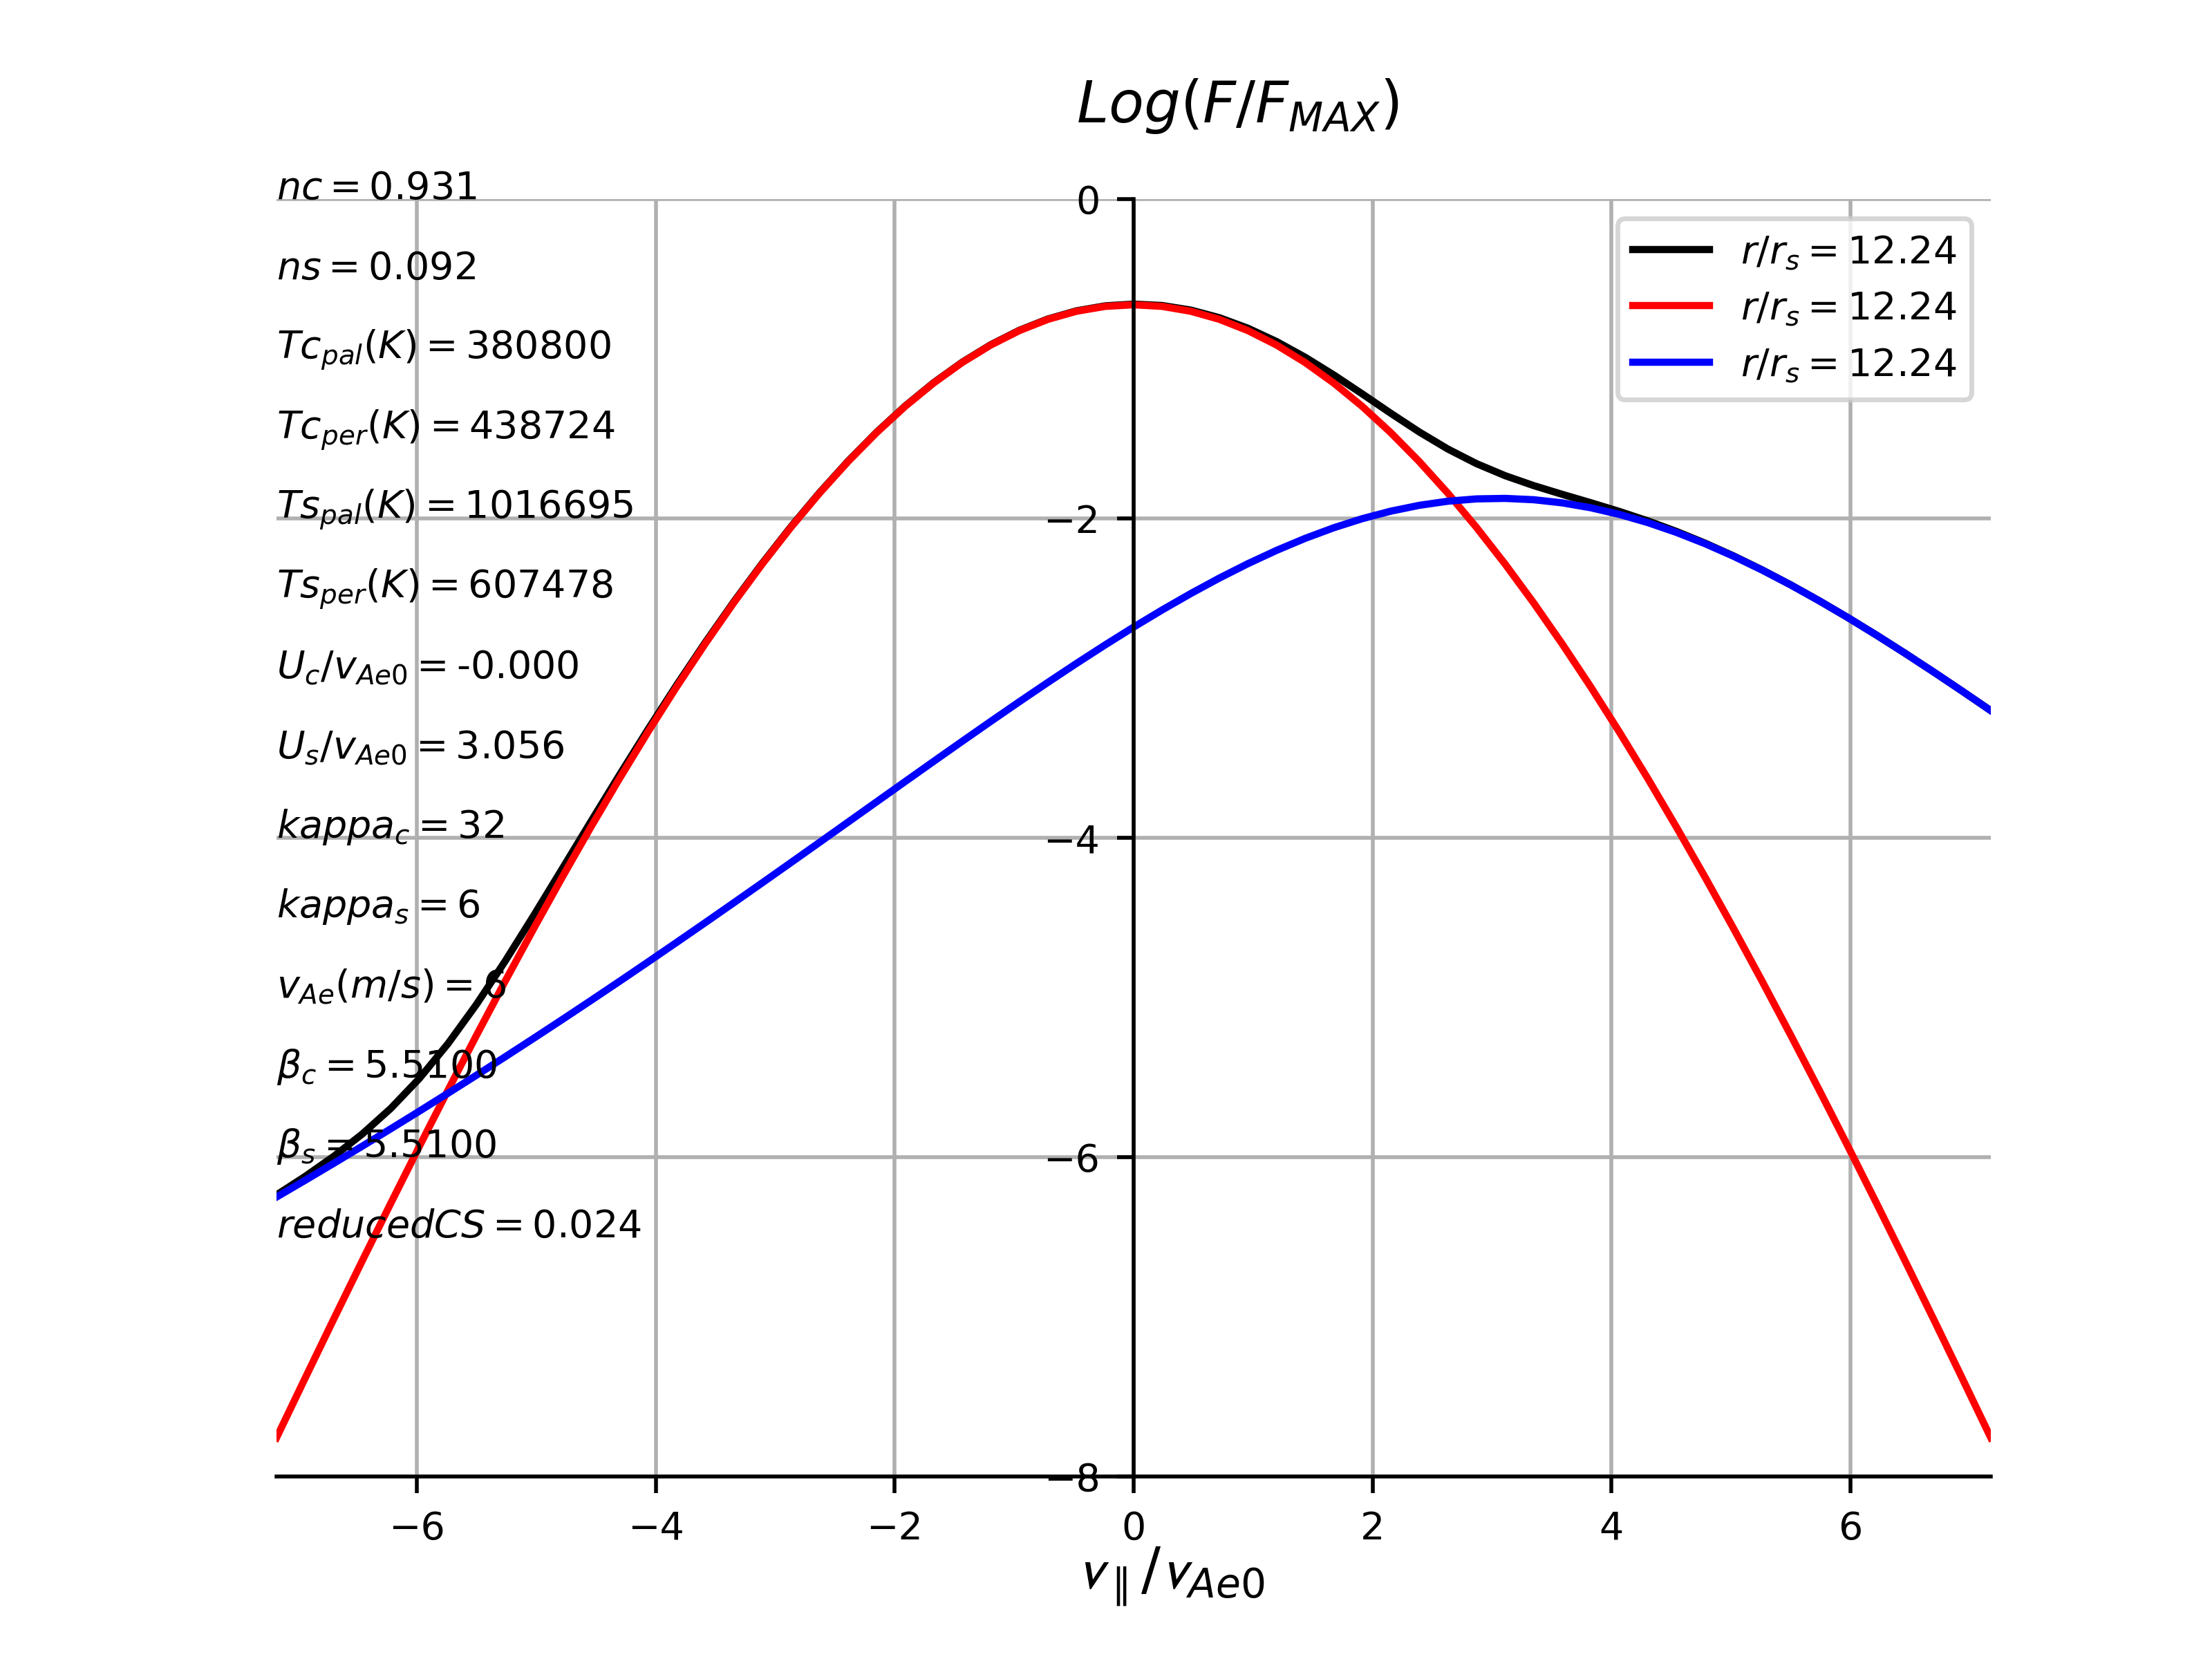 Log(F/F_MAX)
nc = 0.931
ns = 0.092
Tc_pal(K) = 380800
Tc_per(K) = 438724
Ts_pal(K) = 1016695
Ts_per(K) = 607478
U_c/v_Ae0 = -0.000
U_s/v_Ae0 = 3.056
kappa_c = 32
kappa_s = 6
v_Ae(m/s) = 6
β_c = 5.5100
β_s = 5.5100
reducedCS = 0.024
0
−2
−4
−6
−8
r/r_s = 12.24
r/r_s = 12.24
r/r_s = 12.24
−6 −4 −2 0 2 4 6
v_∥/v_Ae0